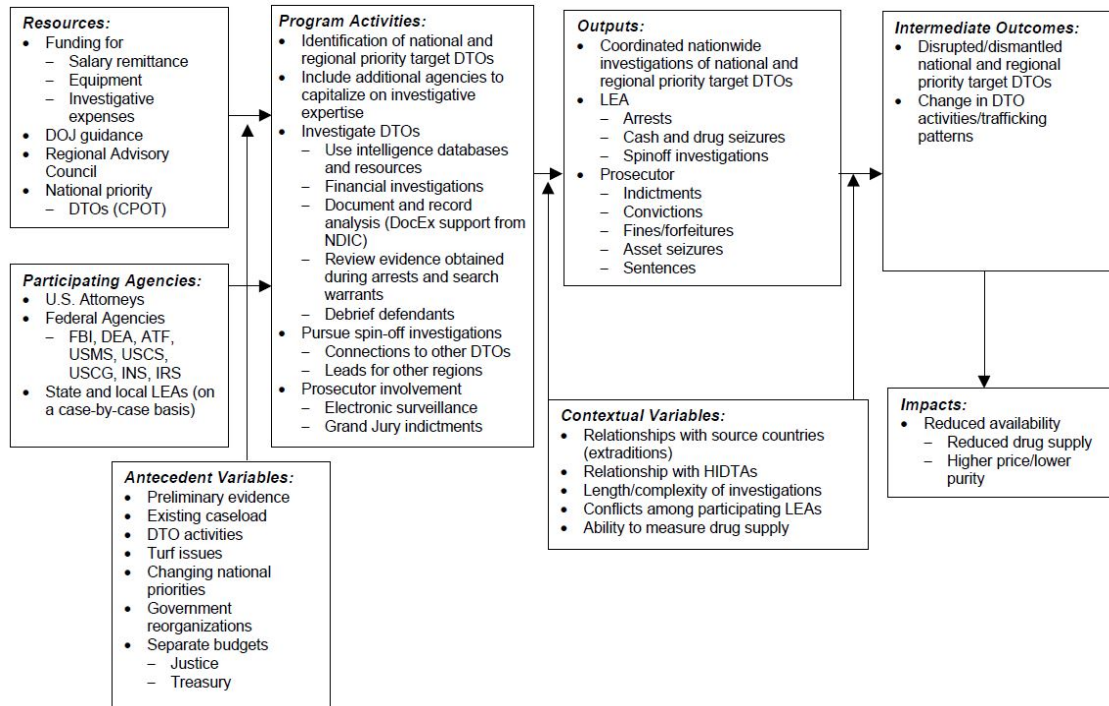 Resources:
• Funding for
– Salary remittance
– Equipment
– Investigative
expenses
• DOJ guidance
• Regional Advisory
Council
• National priority
– DTOs (CPOT)
Participating Agencies:
• U.S. Attorneys
• Federal Agencies
– FBI, DEA, ATF,
USMS, USCS,
USCG, INS, IRS
• State and local LEAs (on
a case-by-case basis)
Antecedent Variables:
• Preliminary evidence
• Existing caseload
• DTO activities
• Turf issues
• Changing national
priorities
• Government
reorganizations
• Separate budgets
– Justice
– Treasury
Program Activities:
• Identification of national and
regional priority target DTOs
• Include additional agencies to
capitalize on investigative
expertise
• Investigate DTOs
– Use intelligence databases
and resources
– Financial investigations
– Document and record
analysis (DocEx support from
NDIC)
– Review evidence obtained
during arrests and search
warrants
– Debrief defendants
• Pursue spin-off investigations
– Connections to other DTOs
– Leads for other regions
• Prosecutor involvement
– Electronic surveillance
– Grand Jury indictments
Outputs:
• Coordinated nationwide
investigations of national and
regional priority target DTOs
• LEA
– Arrests
– Cash and drug seizures
– Spinoff investigations
• Prosecutor
– Indictments
– Convictions
– Fines/forfeitures
– Asset seizures
– Sentences
Contextual Variables:
• Relationships with source countries
(extraditions)
• Relationship with HIDTAs
• Length/complexity of investigations
• Conflicts among participating LEAs
• Ability to measure drug supply
Intermediate Outcomes:
• Disrupted/dismantled
national and regional
priority target DTOs
• Change in DTO
activities/trafficking
patterns
Impacts:
• Reduced availability
– Reduced drug supply
– Higher price/lower
purity